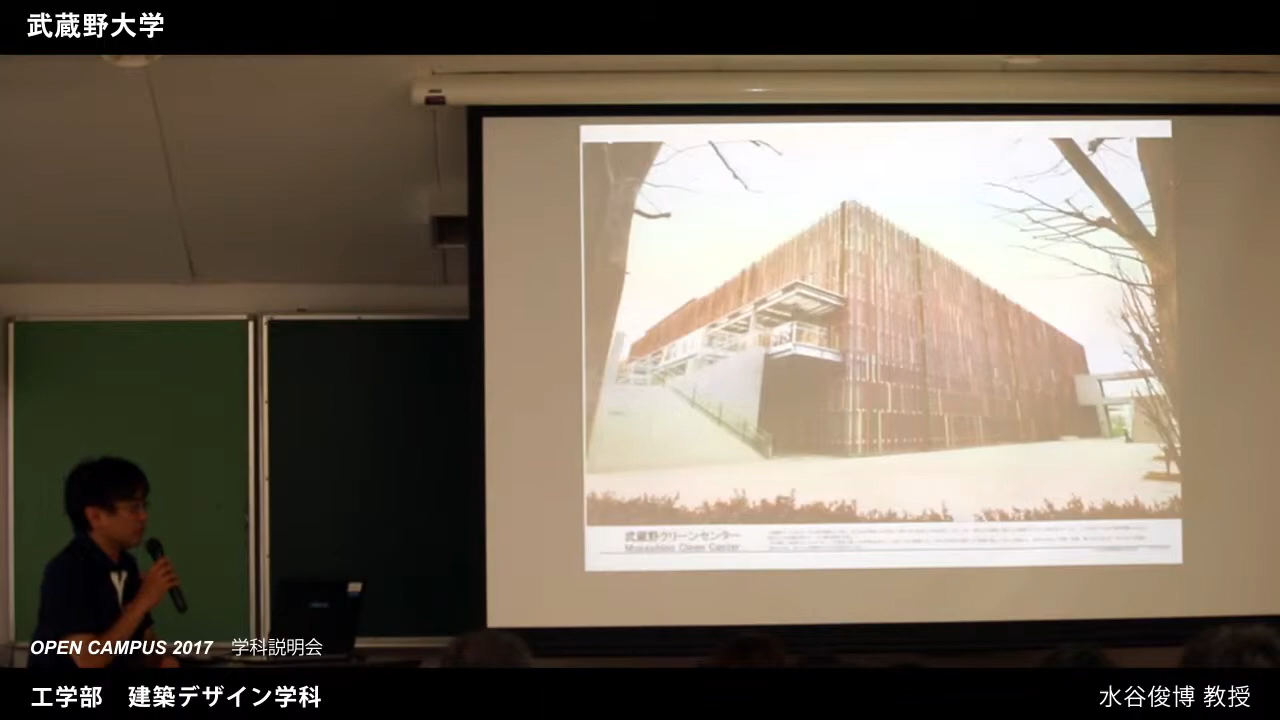 武蔵野大学
武蔵野クリーンセンター
Musashino Clean Center
OPEN CAMPUS 2017 学科説明会
工学部 建築デザイン学科
水谷俊博 教授